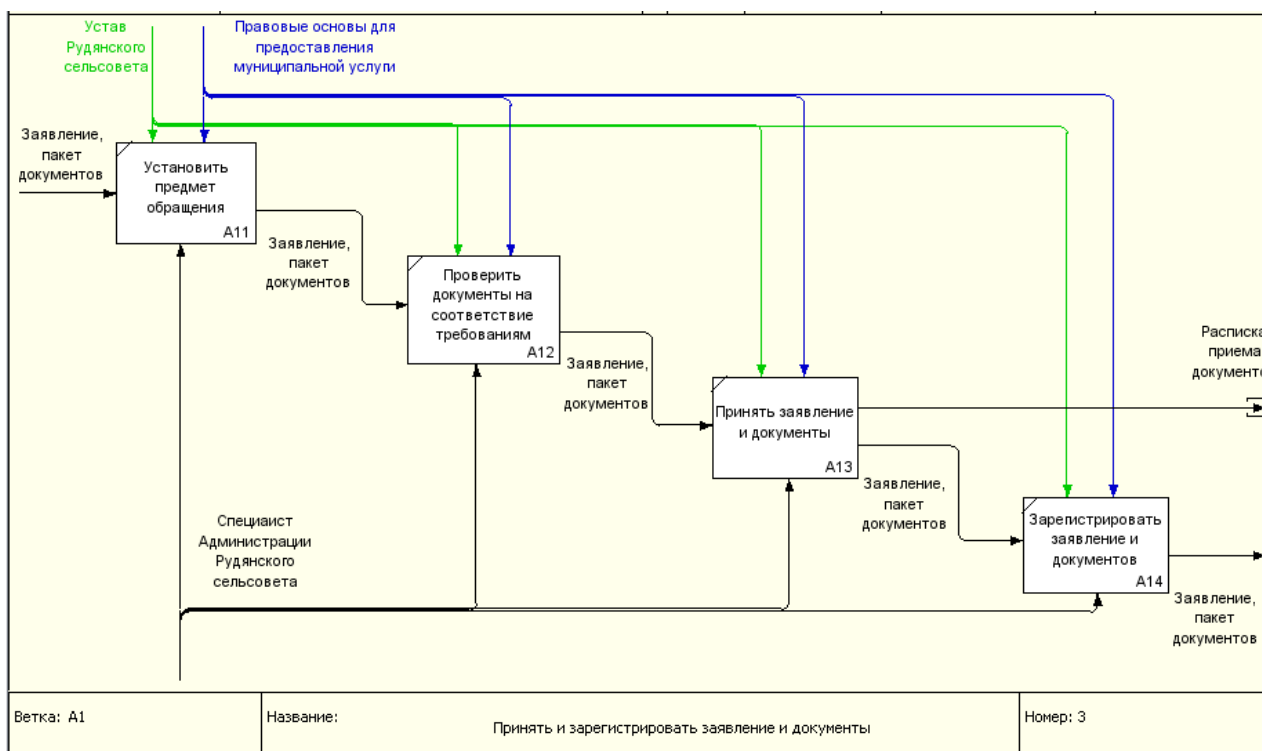 Устав
Рудянского
сельсовета
Правовые основы для
предоставления
муниципальной услуги
Заявление,
пакет
документов
Установить
предмет
обращения
A11
Заявление,
пакет
документов
Проверить
документы на
соответствие
требованиям
A12
Заявление,
пакет
документов
Расписка
приема
документо
Принять заявление
и документы
A13
Заявление,
пакет
документов
Зарегистрировать
заявление и
документов
A14
Заявление,
пакет
документов
Специаист
Администрации
Рудянского
сельсовета
Ветка: A1
Название:
Принять и зарегистрировать заявление и документы
Номер: 3